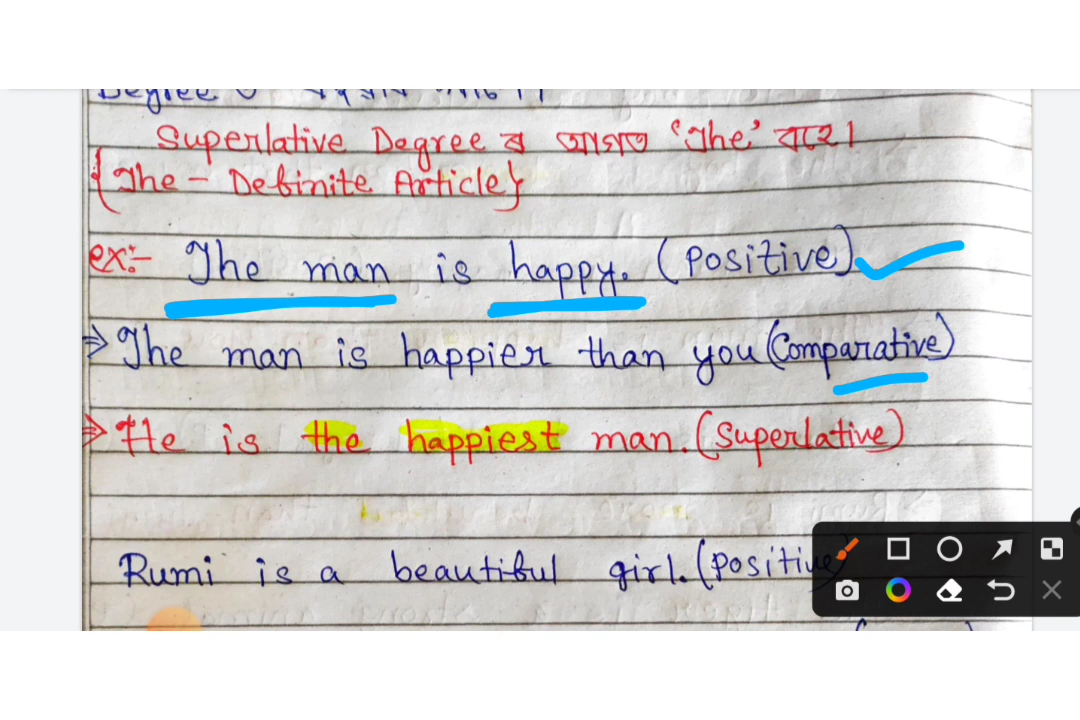 Degree
Superlative Degree ৰ আগত 'The' বহে।
{The - Definite Article}
ex:- The man is happy. (Positive)
⇒ The man is happier than you (Comparative)
⇒ He is the happiest man. (Superlative)
Rumi is a beautiful girl. (Positive)